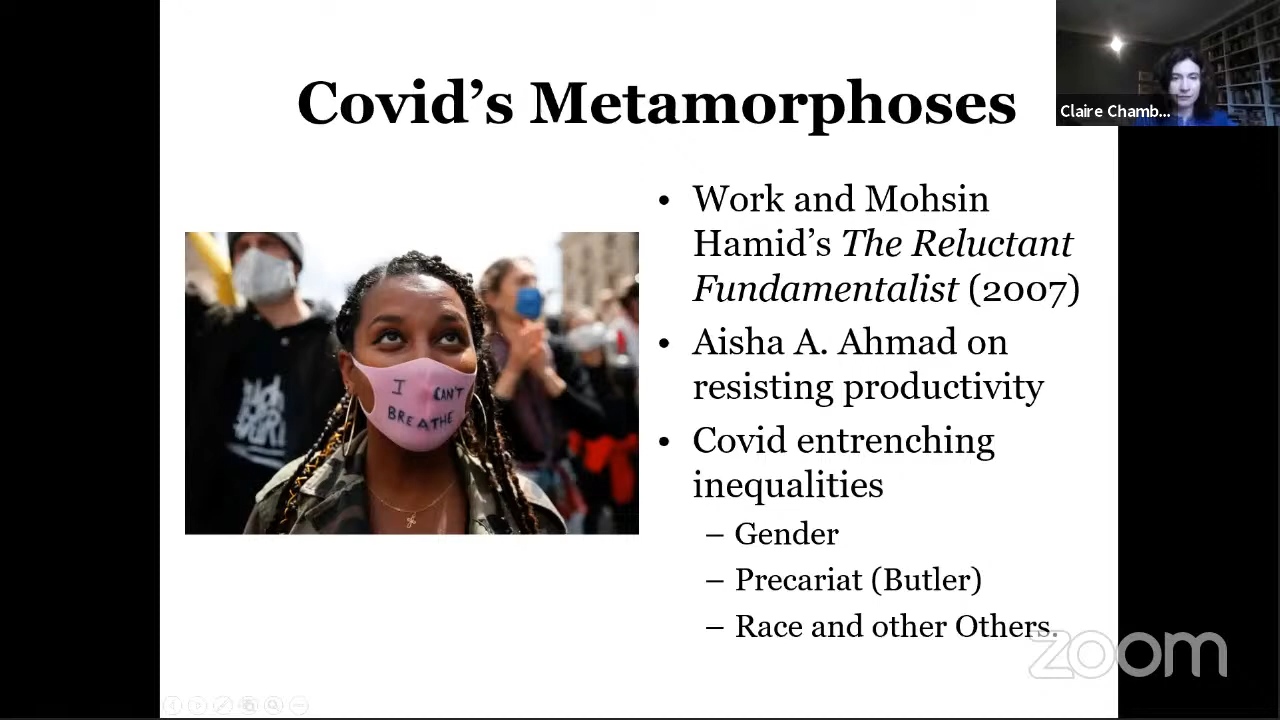 Covid's Metamorphoses
Claire Chamb...
• Work and Mohsin
Hamid's The Reluctant
Fundamentalist (2007)
• Aisha A. Ahmad on
resisting productivity
• Covid entrenching
inequalities
– Gender
– Precariat (Butler)
– Race and other Others.
I CAN'T
BREATHE
zoom